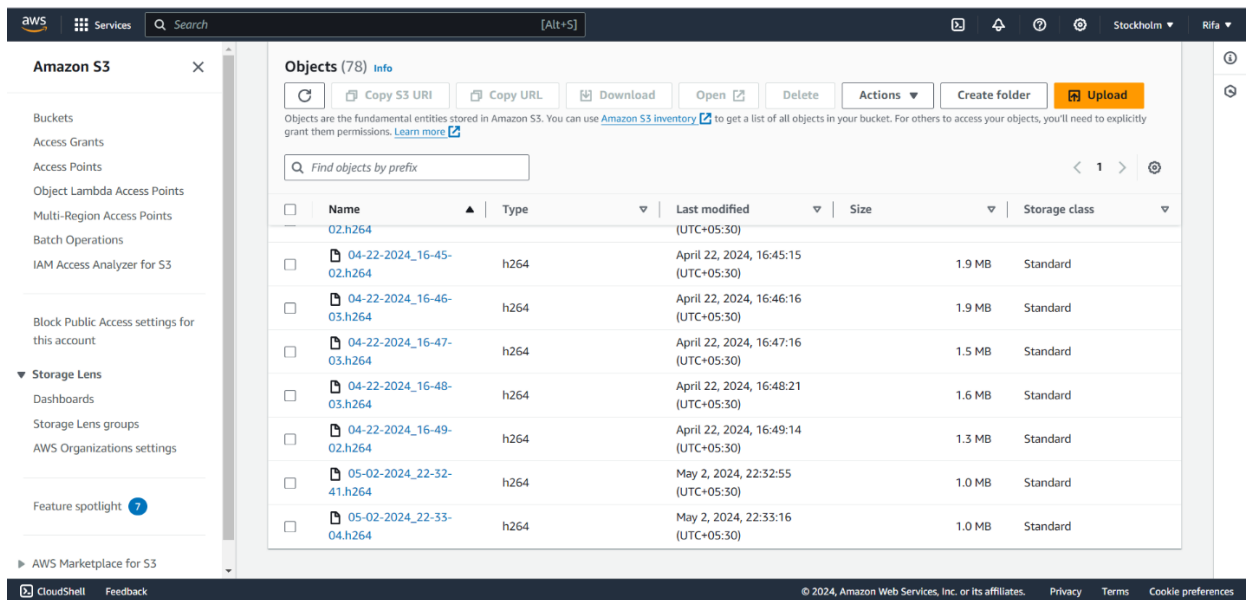 aws Services Search [Alt+S] Stockholm ▼ Rifa ▼
Amazon S3
Buckets
Access Grants
Access Points
Object Lambda Access Points
Multi-Region Access Points
Batch Operations
IAM Access Analyzer for S3
Block Public Access settings for
this account
▼ Storage Lens
Dashboards
Storage Lens groups
AWS Organizations settings
Feature spotlight 7
▶ AWS Marketplace for S3
Objects (78) Info
Copy S3 URI Copy URL Download Open Delete Actions ▼ Create folder Upload
Objects are the fundamental entities stored in Amazon S3. You can use Amazon S3 inventory to get a list of all objects in your bucket. For others to access your objects, you'll need to explicitly
grant them permissions. Learn more
Find objects by prefix
< 1 >
Name Type Last modified Size Storage class
02.h264 (UTC+05:30)
04-22-2024_16-45- April 22, 2024, 16:45:15
h264 1.9 MB Standard
02.h264 (UTC+05:30)
04-22-2024_16-46- April 22, 2024, 16:46:16
h264 1.9 MB Standard
03.h264 (UTC+05:30)
04-22-2024_16-47- April 22, 2024, 16:47:16
h264 1.5 MB Standard
03.h264 (UTC+05:30)
04-22-2024_16-48- April 22, 2024, 16:48:21
h264 1.6 MB Standard
03.h264 (UTC+05:30)
04-22-2024_16-49- April 22, 2024, 16:49:14
h264 1.3 MB Standard
02.h264 (UTC+05:30)
05-02-2024_22-32- May 2, 2024, 22:32:55
h264 1.0 MB Standard
41.h264 (UTC+05:30)
05-02-2024_22-33- May 2, 2024, 22:33:16
h264 1.0 MB Standard
04.h264 (UTC+05:30)
CloudShell Feedback © 2024, Amazon Web Services, Inc. or its affiliates. Privacy Terms Cookie preferences